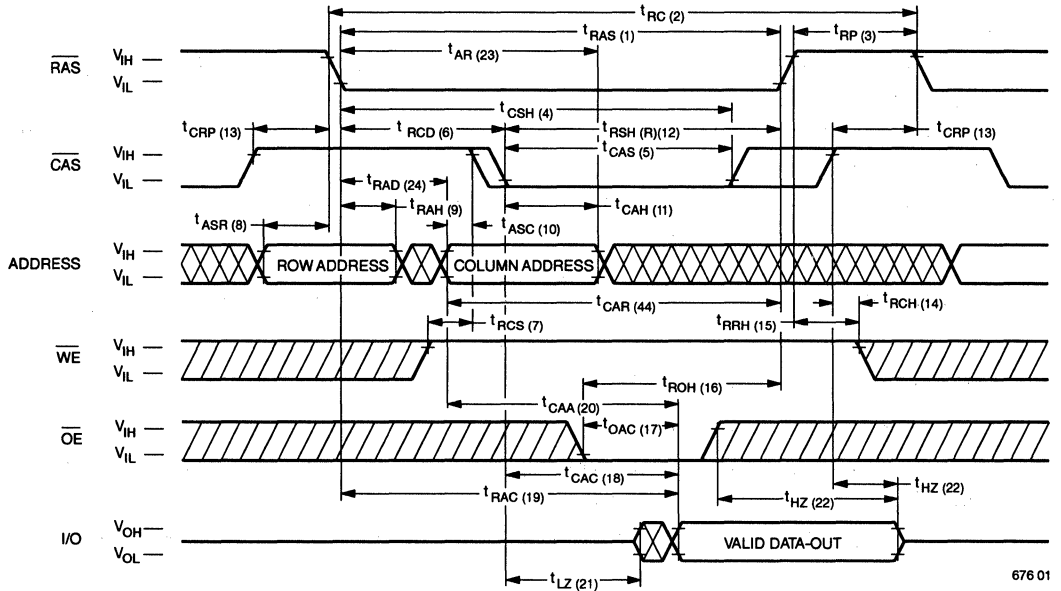 tRC (2)
tRAS (1)
tRP (3)
tAR (23)
RAS
VIH
VIL
tCSH (4)
tCRP (13)
tRCD (6)
tRSH (R)(12)
tCRP (13)
CAS
VIH
VIL
tCAS (5)
tRAD (24)
tRAH (9)
tCAH (11)
tASR (8)
tASC (10)
ADDRESS
VIH
VIL
ROW ADDRESS
COLUMN ADDRESS
tCAR (44)
tRCH (14)
tRCS (7)
tRRH (15)
WE
VIH
VIL
tROH (16)
tCAA (20)
OE
VIH
VIL
tOAC (17)
tCAC (18)
tHZ (22)
tRAC (19)
tHZ (22)
I/O
VOH
VOL
VALID DATA-OUT
tLZ (21)
676 01